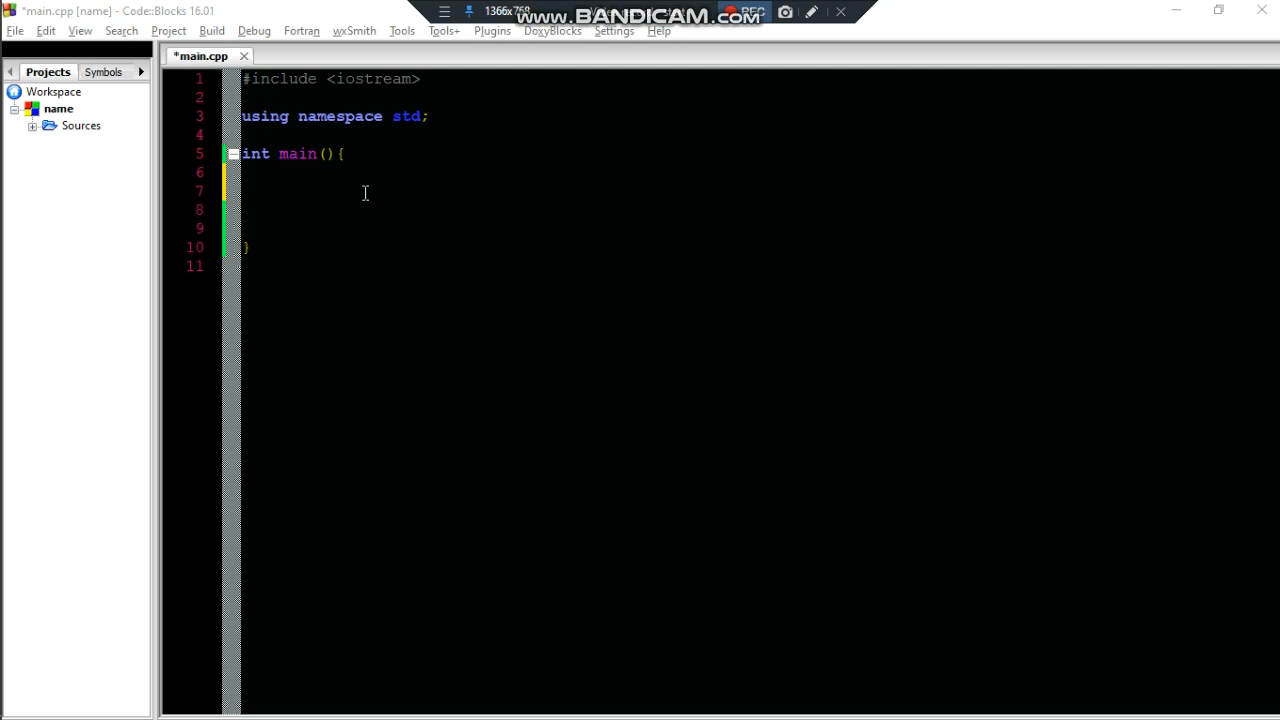 *main.cpp [name] - Code::Blocks 16.01
1366x768
REC
www.BANDICAM.com
File Edit View Search Project Build Debug Fortran wxSmith Tools Tools+ Plugins DoxyBlocks Settings Help
*main.cpp
Projects Symbols
Workspace
name
Sources
1 #include <iostream>
2
3 using namespace std;
4
5 int main(){
6
7
8
9
10 }
11